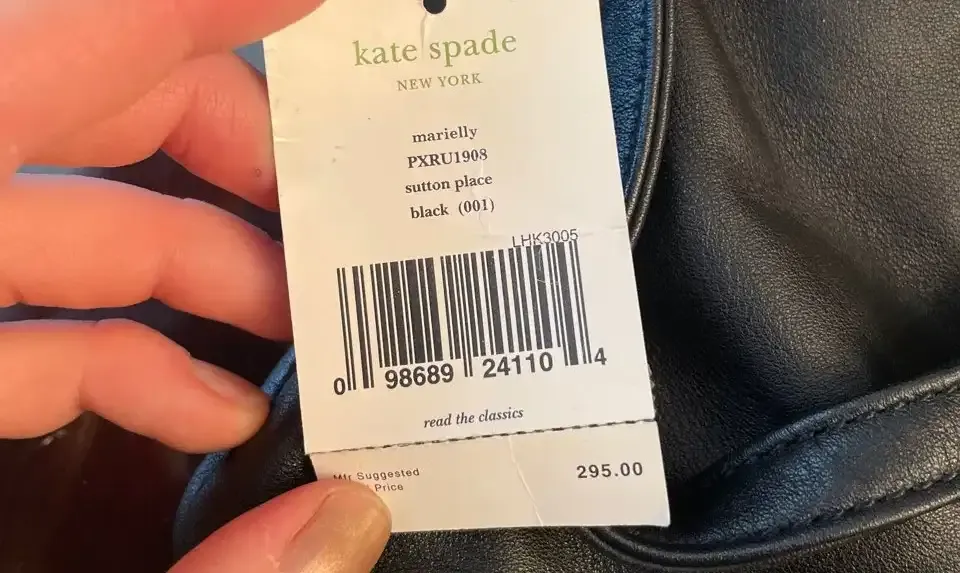 kate spade
NEW YORK
marielly
PXRU1908
sutton place
black (001)
LHK3005
0 98689 24110 4
read the classics
Mfr Suggested
Price
295.00